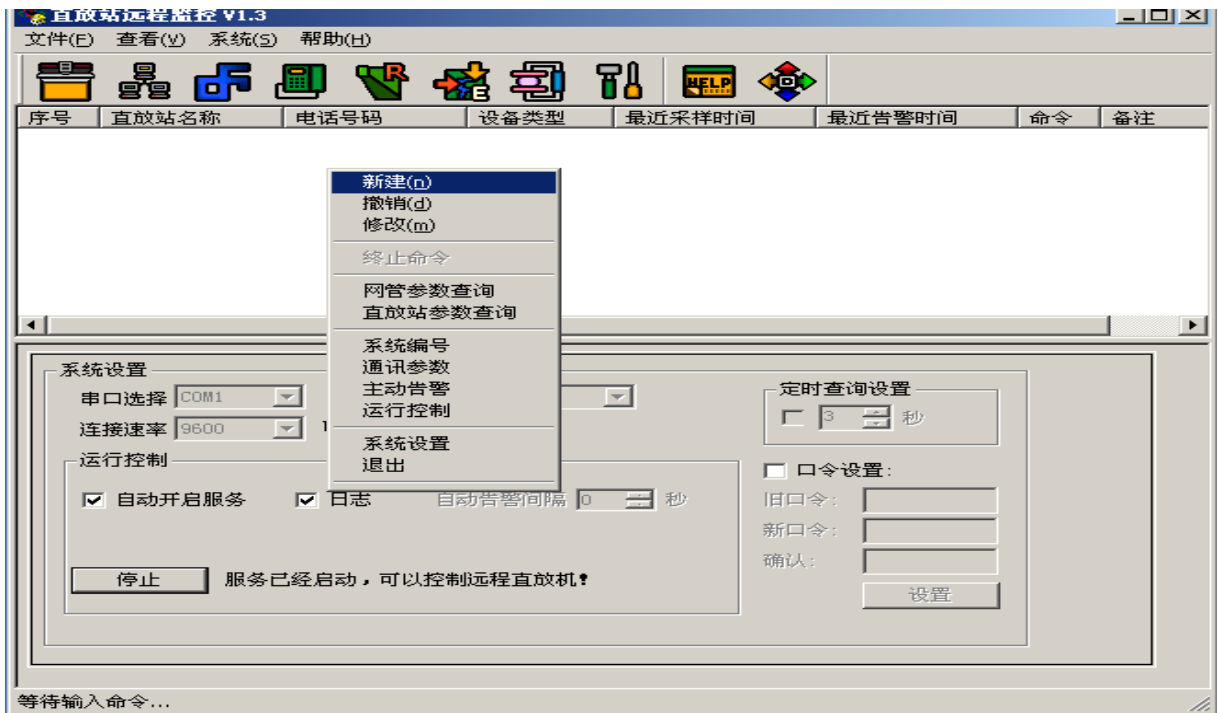 直放站远程监控 V1.3
文件(F) 查看(V) 系统(S) 帮助(H)
R E HELP D
序号 直放站名称 电话号码 设备类型 最近采样时间 最近告警时间 命令 备注
新建(n)
撤销(d)
修改(m)
终止命令
网管参数查询
直放站参数查询
系统编号
通讯参数
主动告警
运行控制
系统设置
退出
系统设置
串口选择 COM1
连接速率 9600
定时查询设置
3 秒
运行控制
自动开启服务 日志 自动告警间隔 0 秒
停止 服务已经启动，可以控制远程直放机！
口令设置:
旧口令:
新口令:
确认:
设置
等待输入命令...